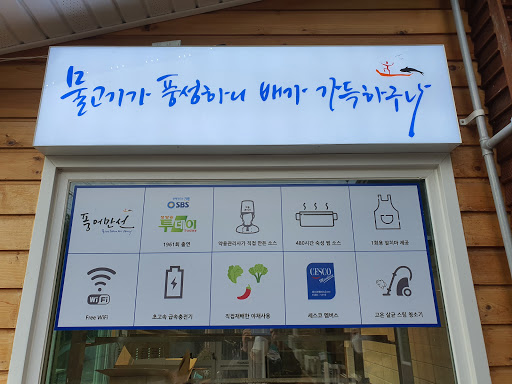 물고기가 풍성하니 배가 가득하구나
풍어만선
SBS
투데이
1961회 출연
약용관리사가 직접 만든 소스
480시간 숙성 쌈 소스
1회용 앞치마 제공
WiFi
Free WiFi
초고속 급속충전기
직접재배한 야채사용
CESCO
MEMBERS
세스코 멤버스
고온 살균 스팀 청소기